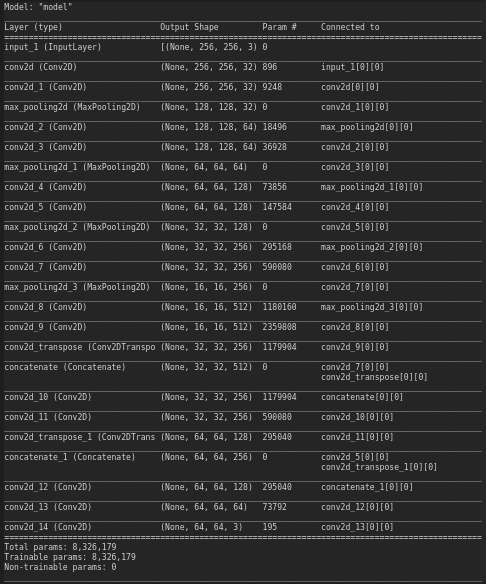 Model: "model"
Layer (type) Output Shape Param # Connected to
input_1 (InputLayer) [(None, 256, 256, 3) 0
conv2d (Conv2D) (None, 256, 256, 32) 896 input_1[0][0]
conv2d_1 (Conv2D) (None, 256, 256, 32) 9248 conv2d[0][0]
max_pooling2d (MaxPooling2D) (None, 128, 128, 32) 0 conv2d_1[0][0]
conv2d_2 (Conv2D) (None, 128, 128, 64) 18496 max_pooling2d[0][0]
conv2d_3 (Conv2D) (None, 128, 128, 64) 36928 conv2d_2[0][0]
max_pooling2d_1 (MaxPooling2D) (None, 64, 64, 64) 0 conv2d_3[0][0]
conv2d_4 (Conv2D) (None, 64, 64, 128) 73856 max_pooling2d_1[0][0]
conv2d_5 (Conv2D) (None, 64, 64, 128) 147584 conv2d_4[0][0]
max_pooling2d_2 (MaxPooling2D) (None, 32, 32, 128) 0 conv2d_5[0][0]
conv2d_6 (Conv2D) (None, 32, 32, 256) 295168 max_pooling2d_2[0][0]
conv2d_7 (Conv2D) (None, 32, 32, 256) 590080 conv2d_6[0][0]
max_pooling2d_3 (MaxPooling2D) (None, 16, 16, 256) 0 conv2d_7[0][0]
conv2d_8 (Conv2D) (None, 16, 16, 512) 1180160 max_pooling2d_3[0][0]
conv2d_9 (Conv2D) (None, 16, 16, 512) 2359808 conv2d_8[0][0]
conv2d_transpose (Conv2DTranspo (None, 32, 32, 256) 1179904 conv2d_9[0][0]
concatenate (Concatenate) (None, 32, 32, 512) 0 conv2d_7[0][0]
conv2d_transpose[0][0]
conv2d_10 (Conv2D) (None, 32, 32, 256) 1179904 concatenate[0][0]
conv2d_11 (Conv2D) (None, 32, 32, 256) 590080 conv2d_10[0][0]
conv2d_transpose_1 (Conv2DTrans (None, 64, 64, 128) 295040 conv2d_11[0][0]
concatenate_1 (Concatenate) (None, 64, 64, 256) 0 conv2d_5[0][0]
conv2d_transpose_1[0][0]
conv2d_12 (Conv2D) (None, 64, 64, 128) 295040 concatenate_1[0][0]
conv2d_13 (Conv2D) (None, 64, 64, 64) 73792 conv2d_12[0][0]
conv2d_14 (Conv2D) (None, 64, 64, 3) 195 conv2d_13[0][0]
Total params: 8,326,179
Trainable params: 8,326,179
Non-trainable params: 0